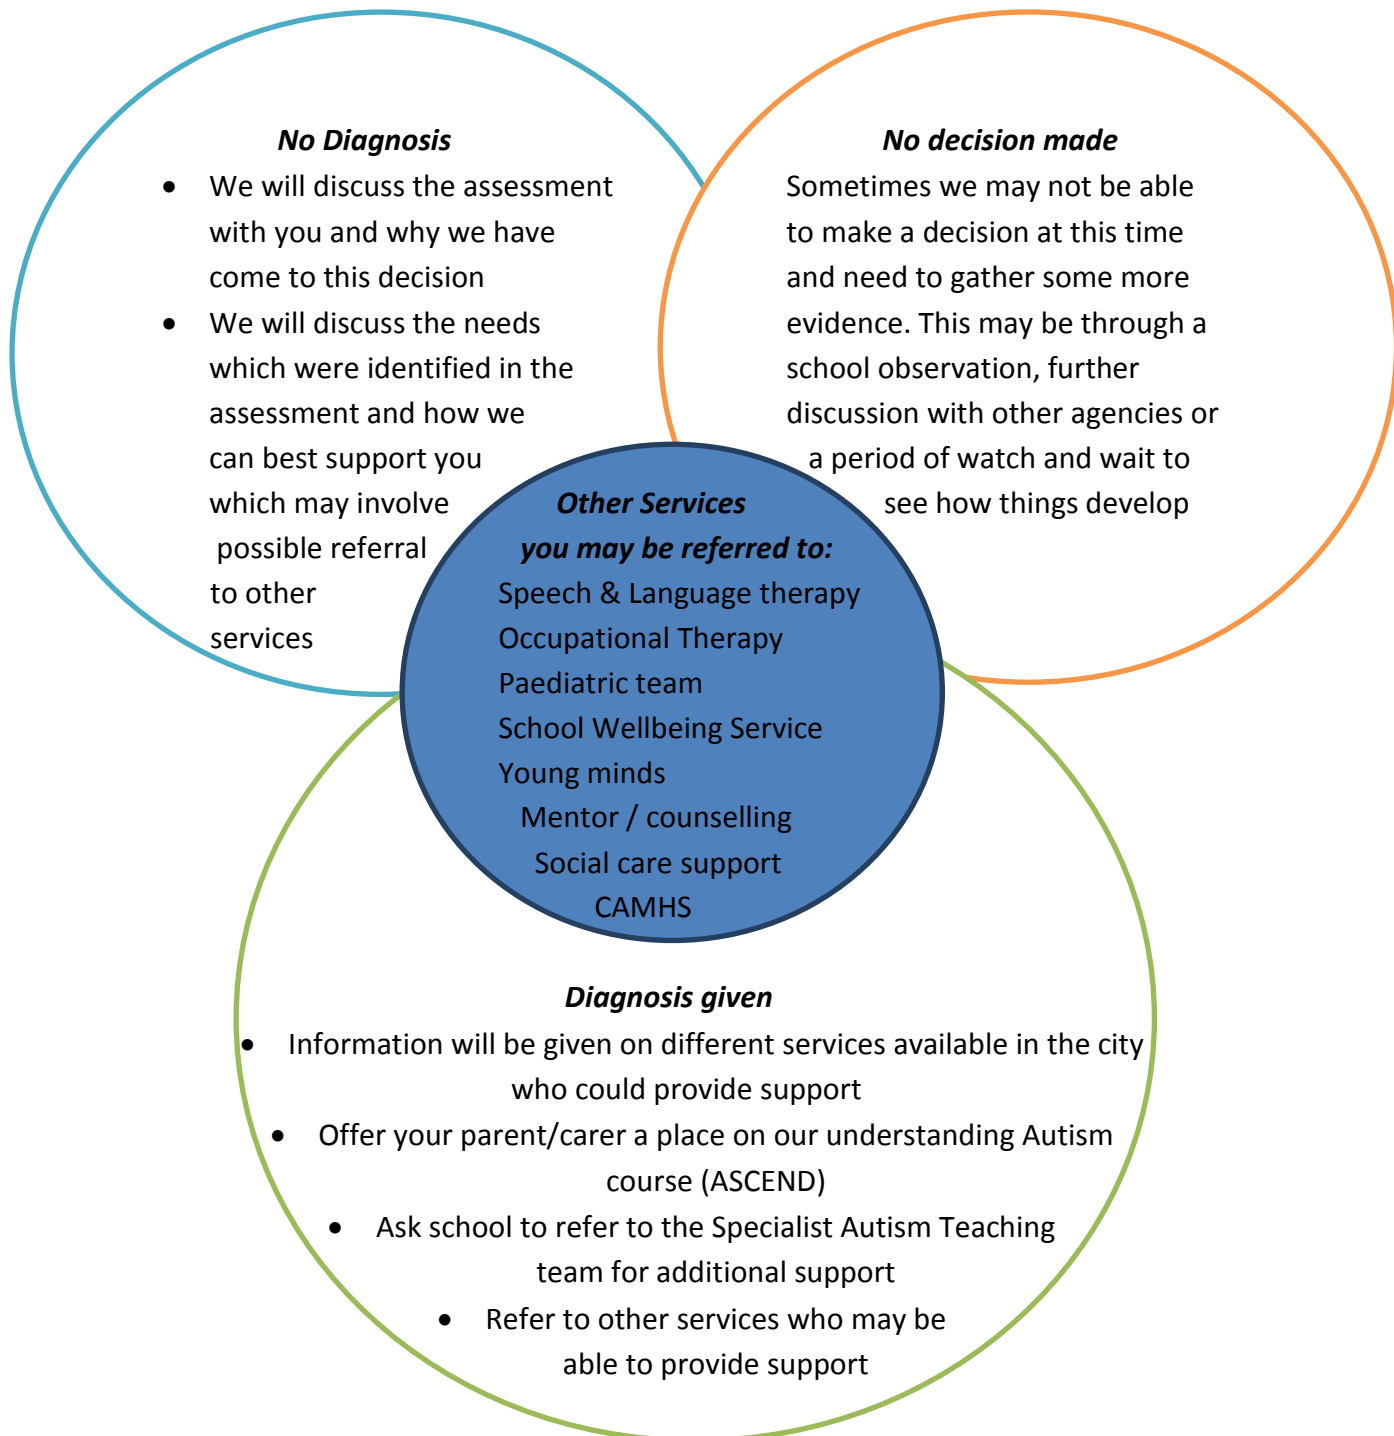 No Diagnosis
• We will discuss the assessment
with you and why we have
come to this decision
• We will discuss the needs
which were identified in the
assessment and how we
can best support you
which may involve
possible referral
to other
services
No decision made
Sometimes we may not be able
to make a decision at this time
and need to gather some more
evidence. This may be through a
school observation, further
discussion with other agencies or
a period of watch and wait to
see how things develop
Other Services
you may be referred to:
Speech & Language therapy
Occupational Therapy
Paediatric team
School Wellbeing Service
Young minds
Mentor / counselling
Social care support
CAMHS
Diagnosis given
• Information will be given on different services available in the city
who could provide support
• Offer your parent/carer a place on our understanding Autism
course (ASCEND)
• Ask school to refer to the Specialist Autism Teaching
team for additional support
• Refer to other services who may be
able to provide support